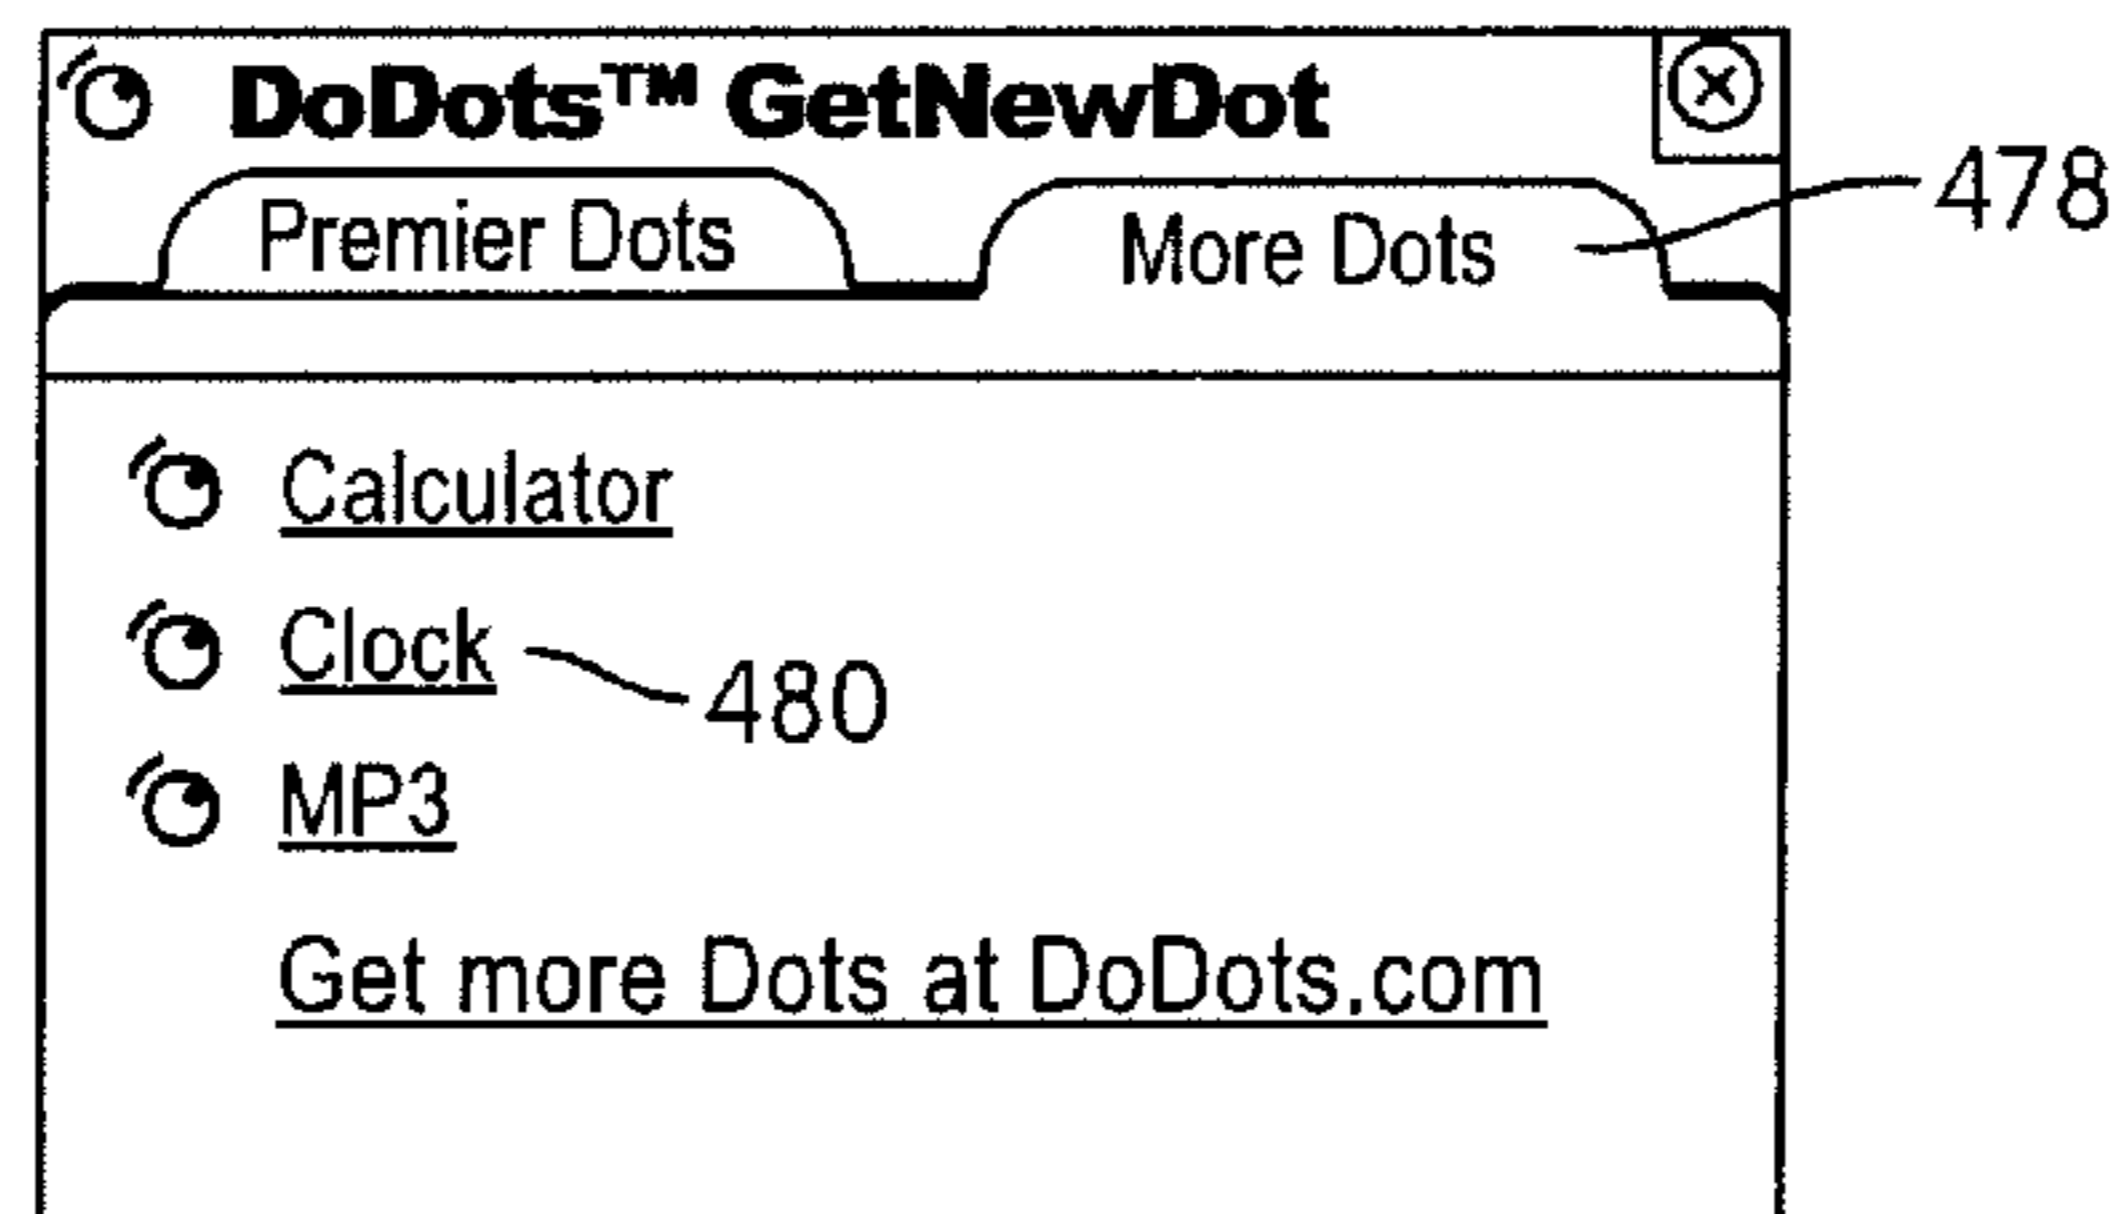 DoDots™ GetNewDot
Premier Dots More Dots 478
Calculator
Clock 480
MP3
Get more Dots at DoDots.com